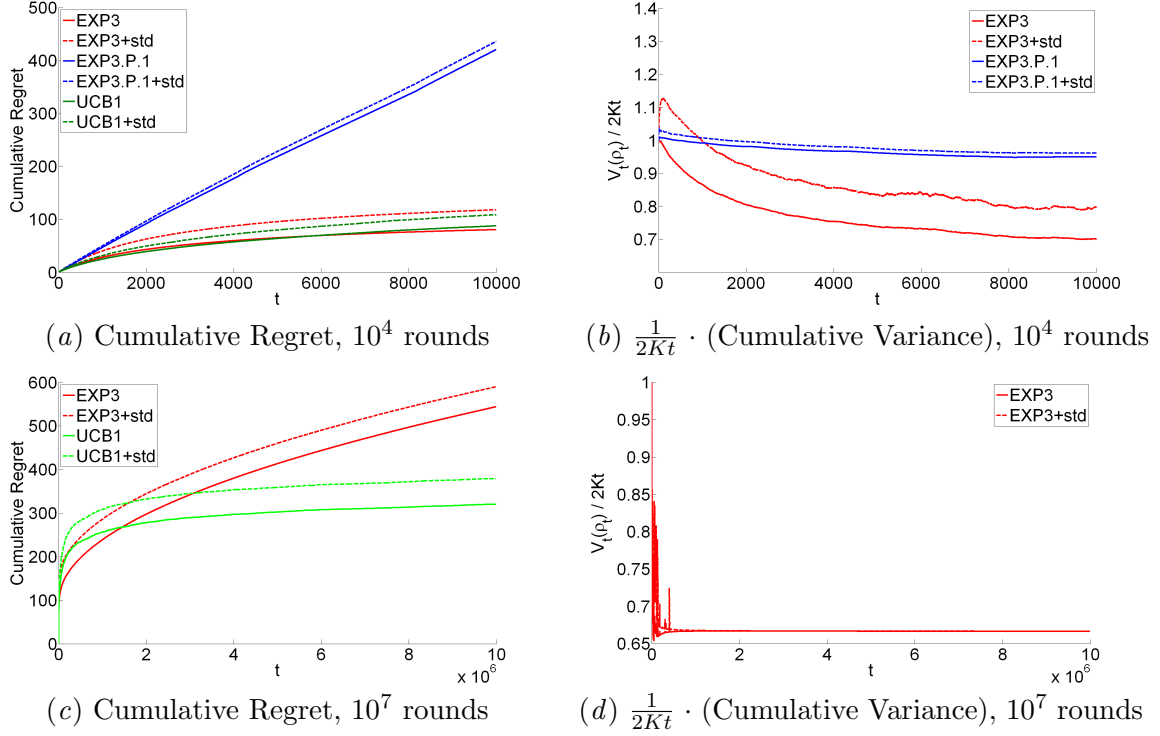 500
400
300
200
100
0
Cumulative Regret
EXP3
EXP3+std
EXP3.P.1
EXP3.P.1+std
UCB1
UCB1+std
0 2000 4000 6000 8000 10000
t
(a) Cumulative Regret, 10^4 rounds
1.4
1.3
1.2
1.1
1
0.9
0.8
0.7
V_t(ρ_t) / 2Kt
EXP3
EXP3+std
EXP3.P.1
EXP3.P.1+std
0 2000 4000 6000 8000 10000
t
(b) \frac{1}{2Kt} · (Cumulative Variance), 10^4 rounds
600
500
400
300
200
100
0
Cumulative Regret
EXP3
EXP3+std
UCB1
UCB1+std
0 2 4 6 8 10
t
x 10^6
(c) Cumulative Regret, 10^7 rounds
1
0.95
0.9
0.85
0.8
0.75
0.7
0.65
V_t(ρ_t) / 2Kt
EXP3
EXP3+std
0 2 4 6 8 10
t
x 10^6
(d) \frac{1}{2Kt} · (Cumulative Variance), 10^7 rounds